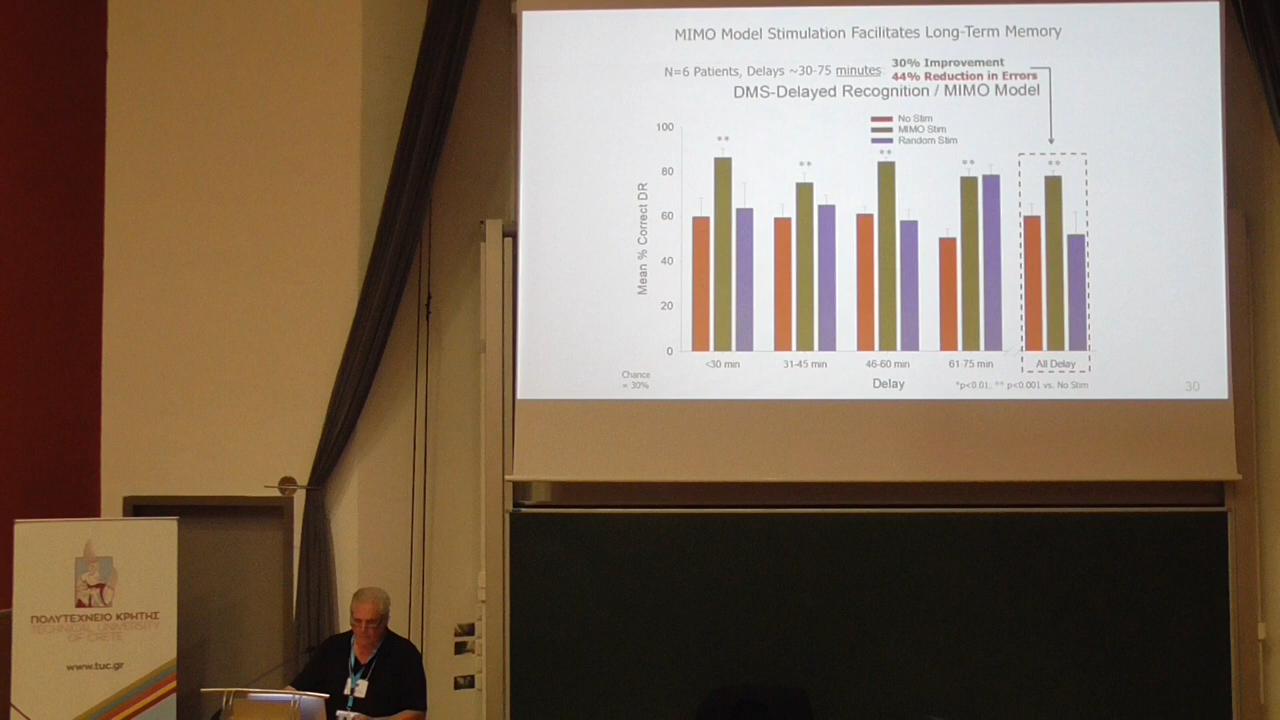 MIMO Model Stimulation Facilitates Long-Term Memory
N=6 Patients, Delays ~30-75 minutes
30% Improvement
44% Reduction in Errors
DMS-Delayed Recognition / MIMO Model
No Stim
MIMO Stim
Random Stim
Mean % Correct DR
100
80
60
40
20
0
**
**
**
**
**
<30 min
31-45 min
46-60 min
61-75 min
All Delay
Delay
Chance
= 30%
*p<0.01, ** p<0.001 vs. No Stim
30
ΠΟΛΥΤΕΧΝΕΙΟ ΚΡΗΤΗΣ
TECHNICAL UNIVERSITY
OF CRETE
www.tuc.gr